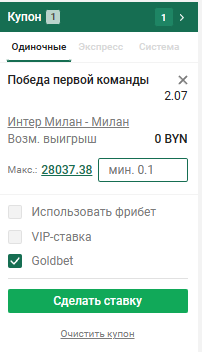 Купон 1 1
Одиночные Экспресс Система
Победа первой команды
2.07
Интер Милан - Милан
Возм. выигрыш 0 BYN
Макс.: 28037.38 мин. 0.1
Использовать фрибет
VIP-ставка
Goldbet
Сделать ставку
Очистить купон